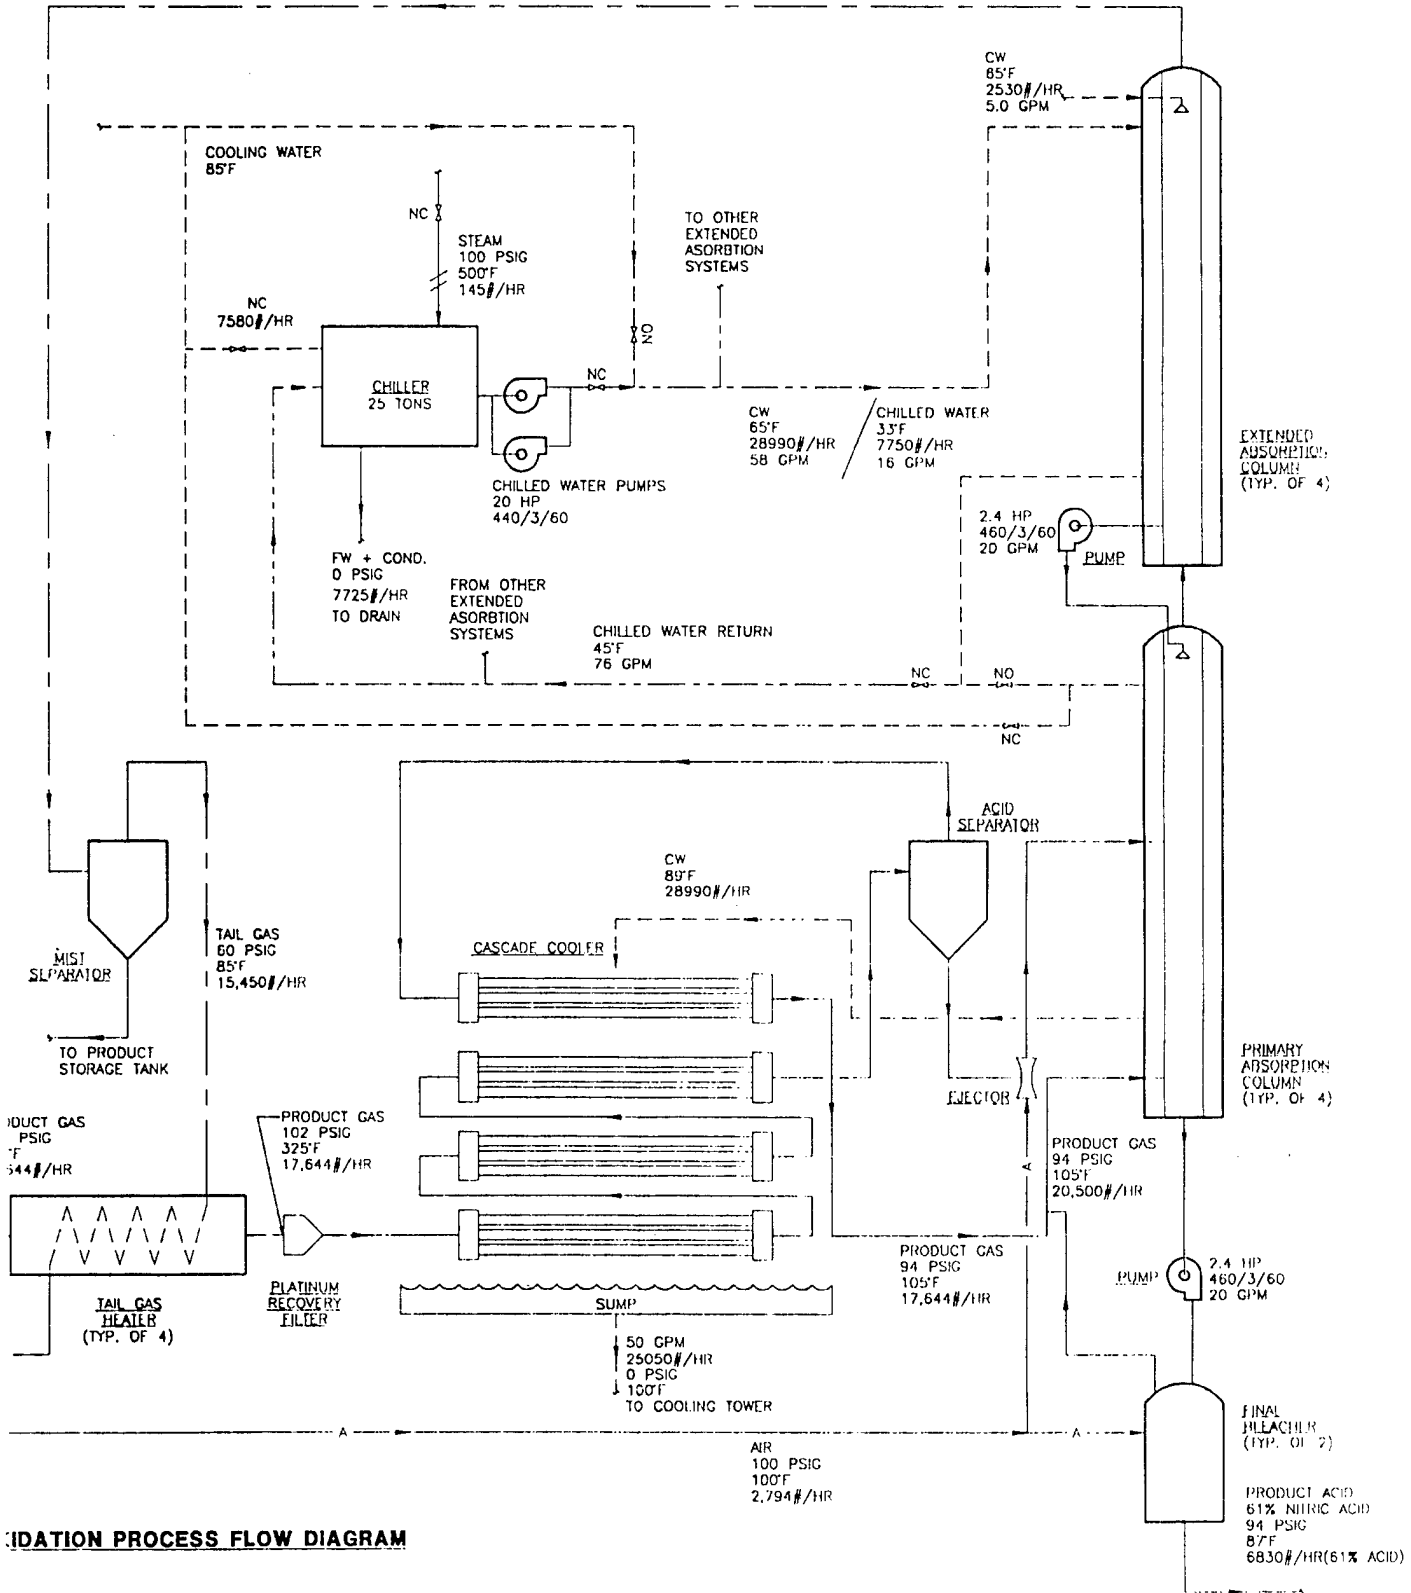 CW
85°F
2530#/HR
5.0 GPM
COOLING WATER
85°F
NC
STEAM
100 PSIG
500°F
145#/HR
TO OTHER
EXTENDED
ASORBTION
SYSTEMS
NC
7580#/HR
NO
CHILLER
25 TONS
NC
CW
65°F
28990#/HR
58 GPM
CHILLED WATER
33°F
7750#/HR
16 GPM
EXTENDED
ABSORPTION
COLUMN
(TYP. OF 4)
CHILLED WATER PUMPS
20 HP
440/3/60
2.4 HP
460/3/60
20 GPM
PUMP
FW + COND.
0 PSIG
7725#/HR
TO DRAIN
FROM OTHER
EXTENDED
ASORBTION
SYSTEMS
CHILLED WATER RETURN
45°F
76 GPM
NC
NO
NC
ACID
SEPARATOR
CW
89°F
28990#/HR
CASCADE COOLER
MIST
SEPARATOR
TAIL GAS
60 PSIG
85°F
15,450#/HR
TO PRODUCT
STORAGE TANK
EJECTOR
PRIMARY
ABSORPTION
COLUMN
(TYP. OF 4)
DUCT GAS
PSIG
°F
644#/HR
PRODUCT GAS
102 PSIG
325°F
17,644#/HR
PRODUCT GAS
94 PSIG
105°F
20,500#/HR
A
PRODUCT GAS
94 PSIG
105°F
17,644#/HR
PUMP
2.4 HP
460/3/60
20 GPM
TAIL GAS
HEATER
(TYP. OF 4)
PLATINUM
RECOVERY
FILTER
SUMP
50 GPM
25050#/HR
0 PSIG
100°F
TO COOLING TOWER
A
A
AIR
100 PSIG
100°F
2,794#/HR
FINAL
BLEACHER
(TYP. OF 2)
PRODUCT ACID
61% NITRIC ACID
94 PSIG
87°F
6830#/HR(61% ACID)
IDATION PROCESS FLOW DIAGRAM